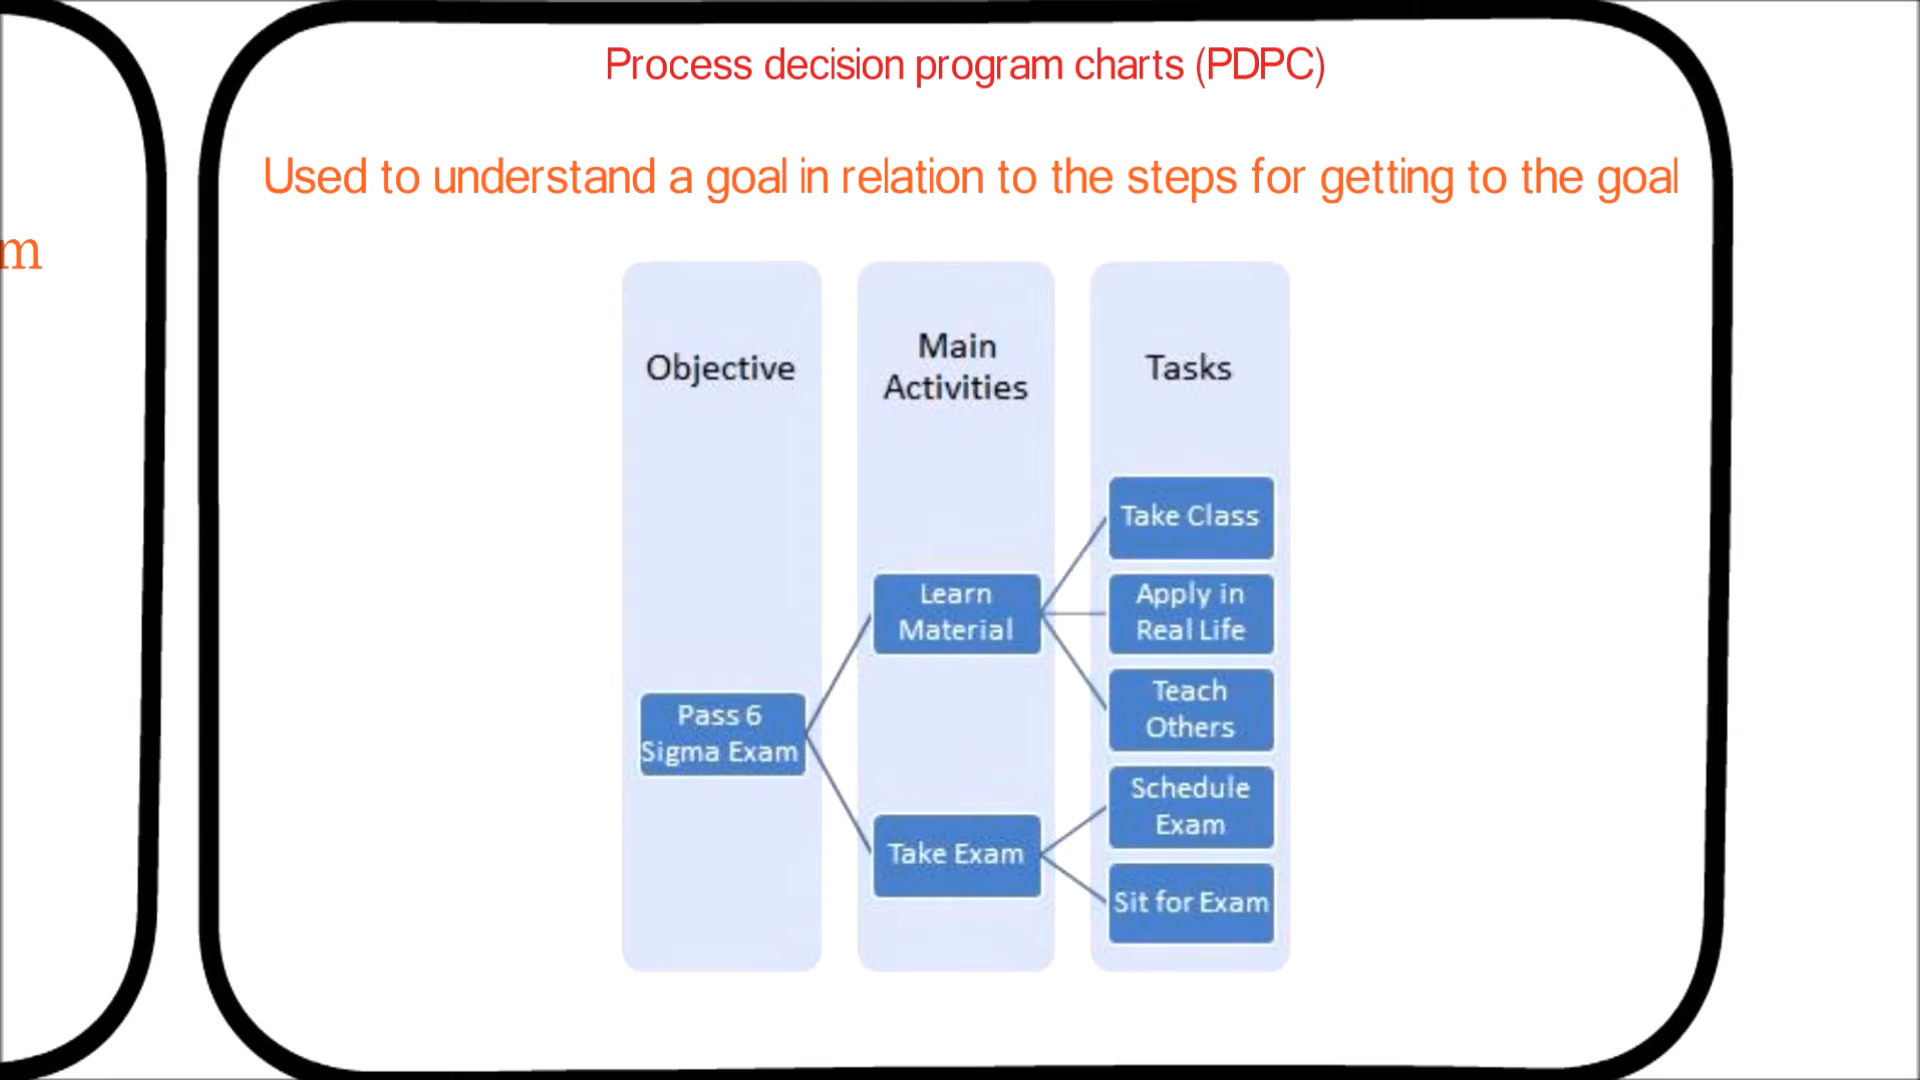 Process decision program charts (PDPC)
Used to understand a goal in relation to the steps for getting to the goal
m
Objective
Main
Activities
Tasks
Take Class
Learn
Material
Apply in
Real Life
Teach
Others
Pass 6
Sigma Exam
Schedule
Exam
Take Exam
Sit for Exam